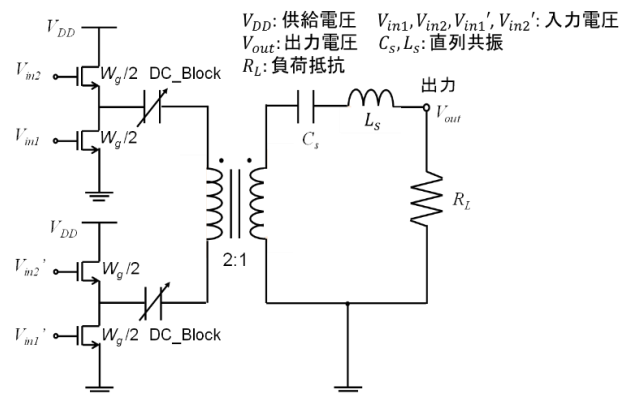 V_DD: 供給電圧 V_in1,V_in2,V_in1′,V_in2′: 入力電圧
V_out: 出力電圧 C_s,L_s: 直列共振
R_L: 負荷抵抗
V_DD
V_in2
W_g/2
DC_Block
V_in1
W_g/2
C_s
L_s
出力
V_out
R_L
2:1
V_DD
V_in2'
W_g/2
V_in1'
W_g/2
DC_Block